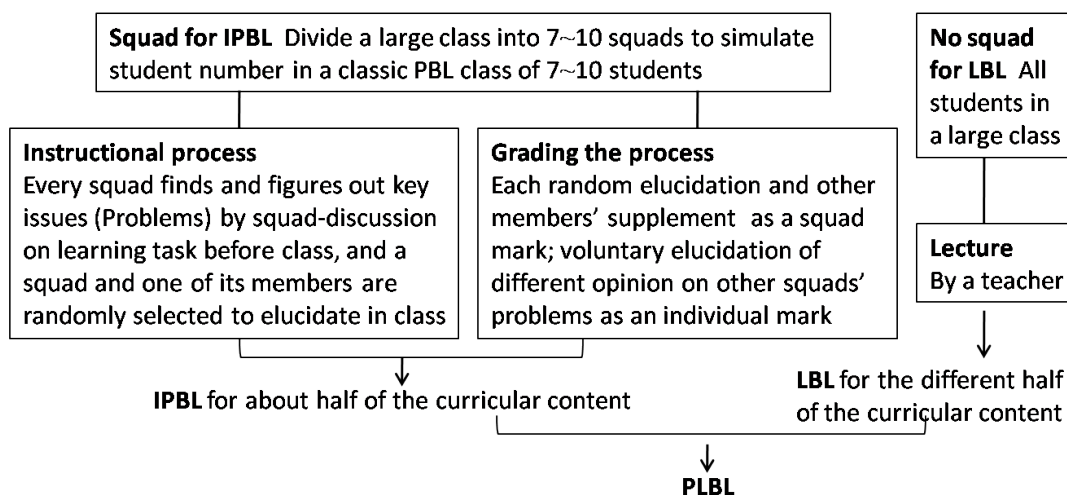 Squad for IPBL Divide a large class into 7~10 squads to simulate
student number in a classic PBL class of 7~10 students
No squad
for LBL All
students in
a large class
Instructional process
Every squad finds and figures out key
issues (Problems) by squad-discussion
on learning task before class, and a
squad and one of its members are
randomly selected to elucidate in class
Grading the process
Each random elucidation and other
members’ supplement as a squad
mark; voluntary elucidation of
different opinion on other squads’
problems as an individual mark
Lecture
By a teacher
IPBL for about half of the curricular content
LBL for the different half
of the curricular content
PLBL